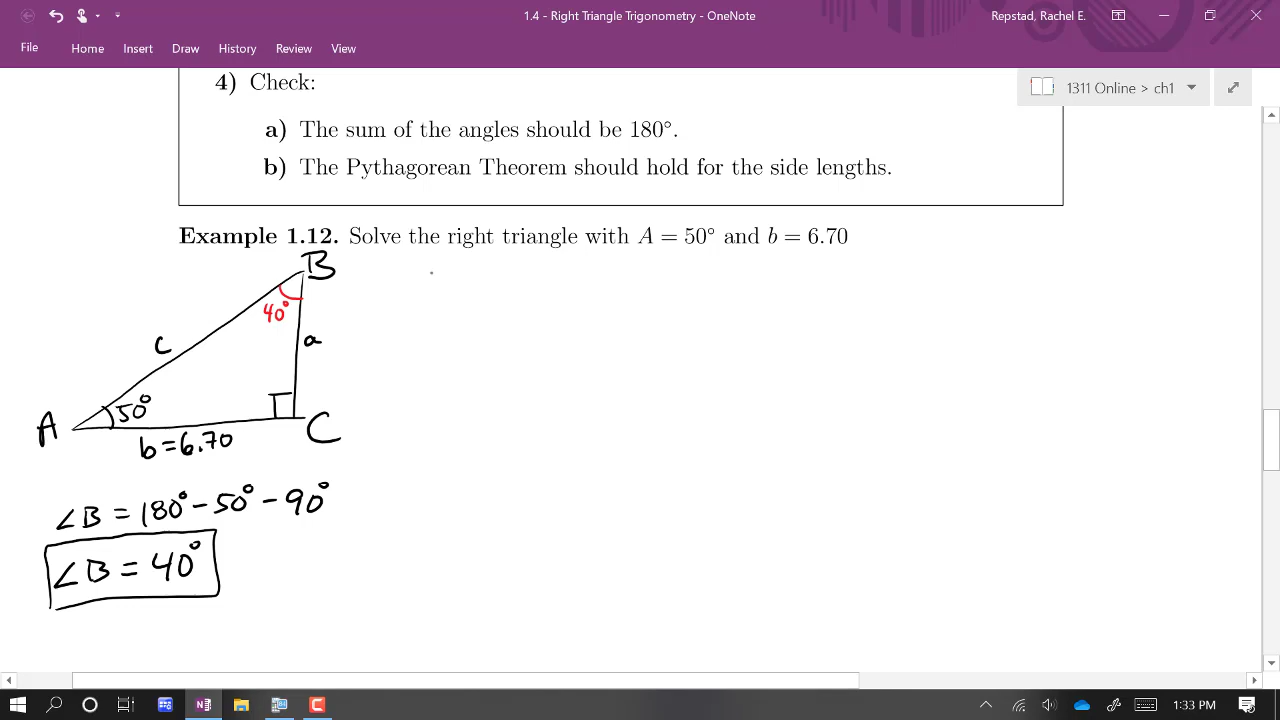 1.4 - Right Triangle Trigonometry - OneNote
Repstad, Rachel E.
File Home Insert Draw History Review View
1311 Online > ch1
4) Check:
a) The sum of the angles should be 180°.
b) The Pythagorean Theorem should hold for the side lengths.
Example 1.12. Solve the right triangle with A = 50° and b = 6.70
B
40°
c
a
A
50°
C
b = 6.70
∠B = 180° - 50° - 90°
∠B = 40°
1:33 PM